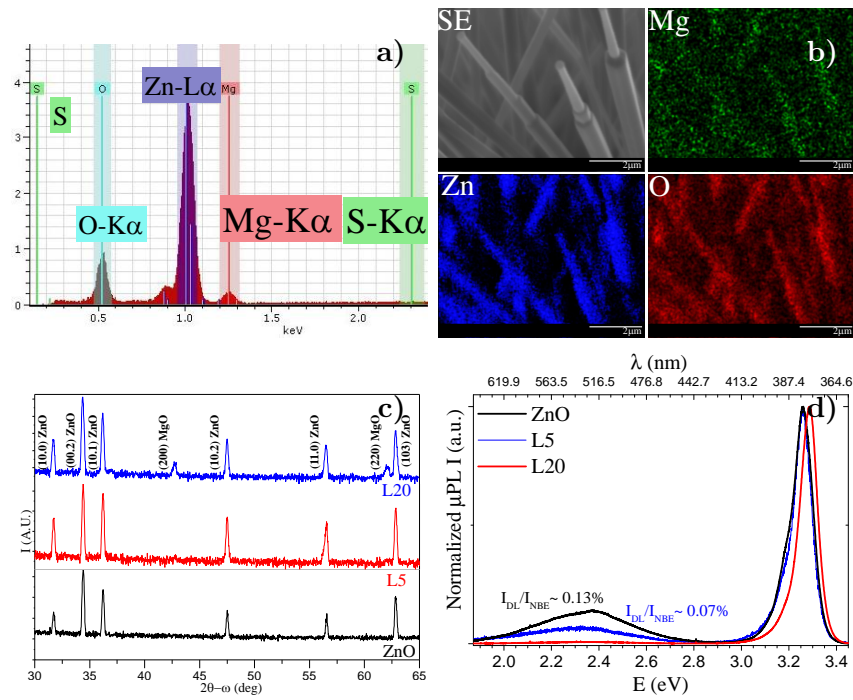 a)
4
3
2
1
0
S
O
Mg
S
S
Zn-Lα
O-Kα
Mg-Kα
S-Kα
0.5
1.0
1.5
2.0
keV
SE
2μm
Mg
b)
2μm
Zn
2μm
O
2μm
c)
(10.0) ZnO
(00.2) ZnO
(10.1) ZnO
(200) MgO
(10.2) ZnO
(11.0) ZnO
(220) MgO
(103) ZnO
L20
L5
ZnO
I (A.U.)
30 35 40 45 50 55 60 65
2θ−ω (deg)
λ (nm)
619.9 563.5 516.5 476.8 442.7 413.2 387.4 364.6
d)
ZnO
L5
L20
Normalized μPL I (a.u.)
I_DL/I_NBE~ 0.13%
I_DL/I_NBE~ 0.07%
2.0 2.2 2.4 2.6 2.8 3.0 3.2 3.4
E (eV)